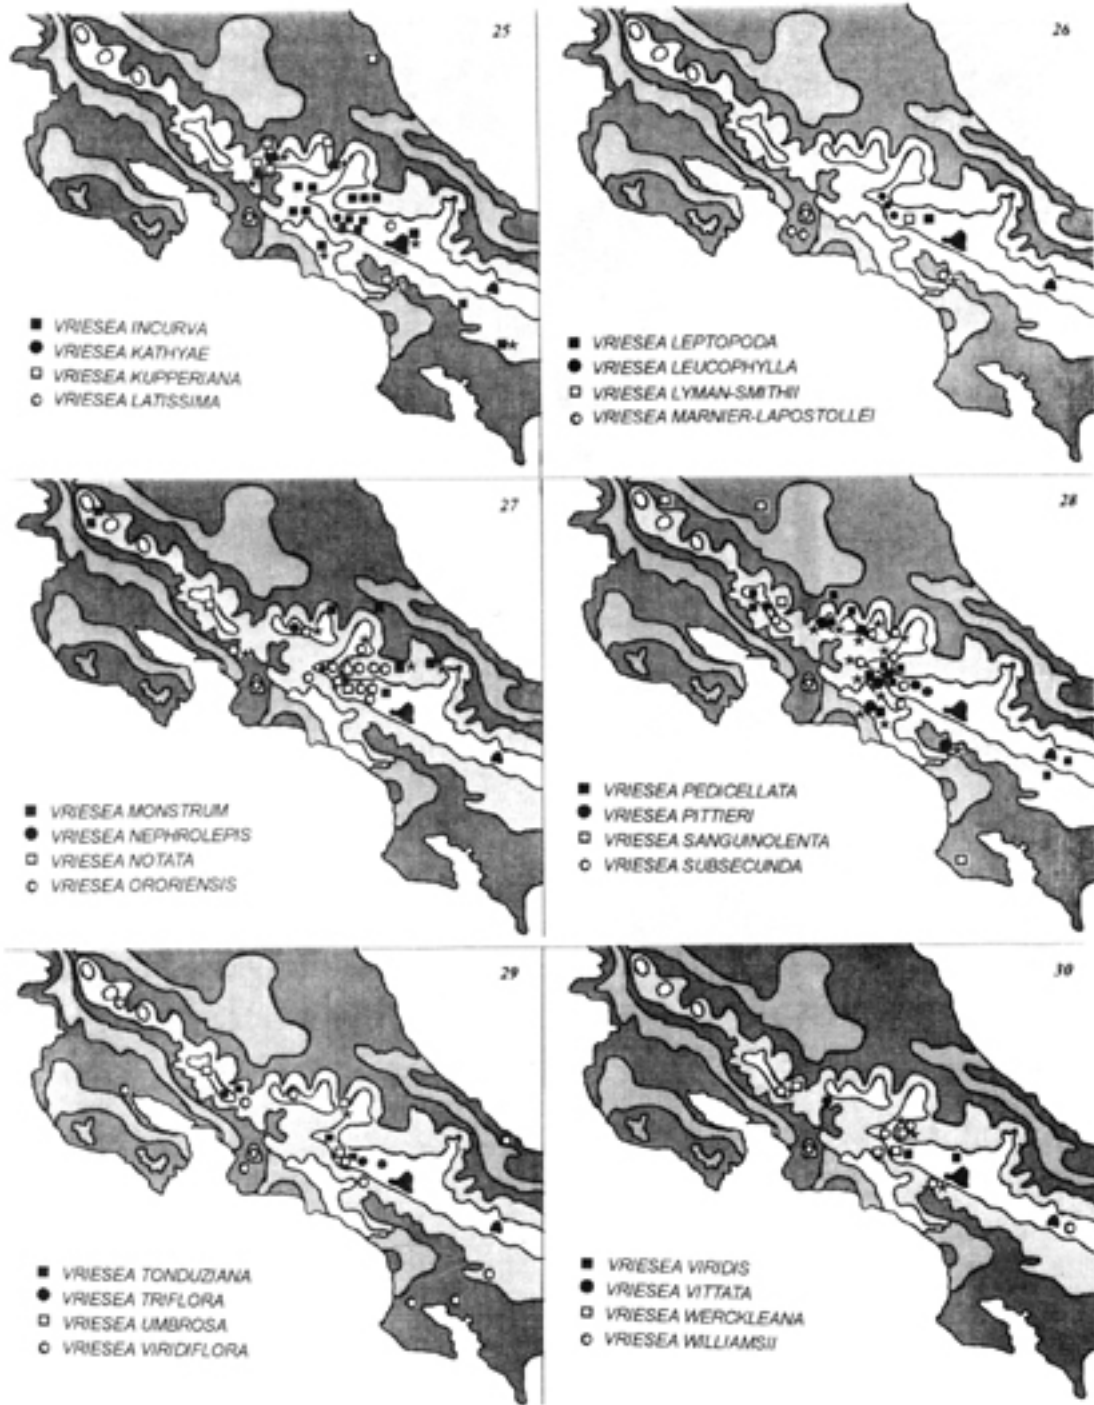 25
VRIESEA INCURVA
VRIESEA KATHYAE
VRIESEA KUPPERIANA
VRIESEA LATISSIMA
26
VRIESEA LEPTOPODA
VRIESEA LEUCOPHYLLA
VRIESEA LYMAN-SMITHII
VRIESEA MARNIER-LAPOSTOLLEI
27
VRIESEA MONSTRUM
VRIESEA NEPHROLEPIS
VRIESEA NOTATA
VRIESEA ORORIENSIS
28
VRIESEA PEDICELLATA
VRIESEA PITTIERI
VRIESEA SANGUINOLENTA
VRIESEA SUBSECUNDA
29
VRIESEA TONDUZIANA
VRIESEA TRIFLORA
VRIESEA UMBROSA
VRIESEA VIRIDIFLORA
30
VRIESEA VIRIDIS
VRIESEA VITTATA
VRIESEA WERCKLEANA
VRIESEA WILLIAMSII